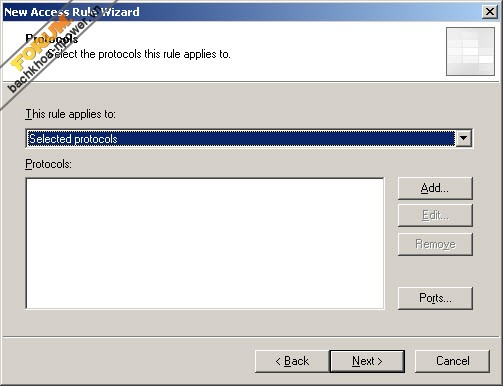 New Access Rule Wizard
Protocols
Select the protocols this rule applies to.
FORUM
This rule applies to:
Selected protocols
Protocols:
Add...
Edit...
Remove
Ports...
< Back
Next >
Cancel